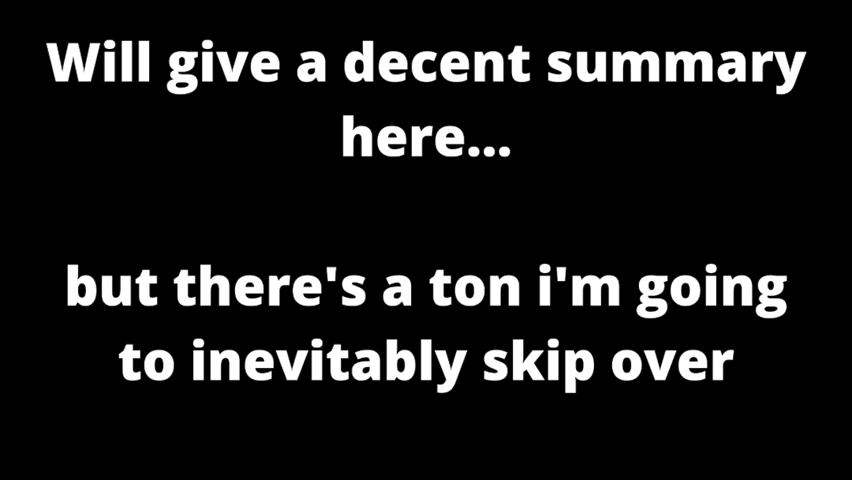 Will give a decent summary
here...
but there's a ton i'm going
to inevitably skip over